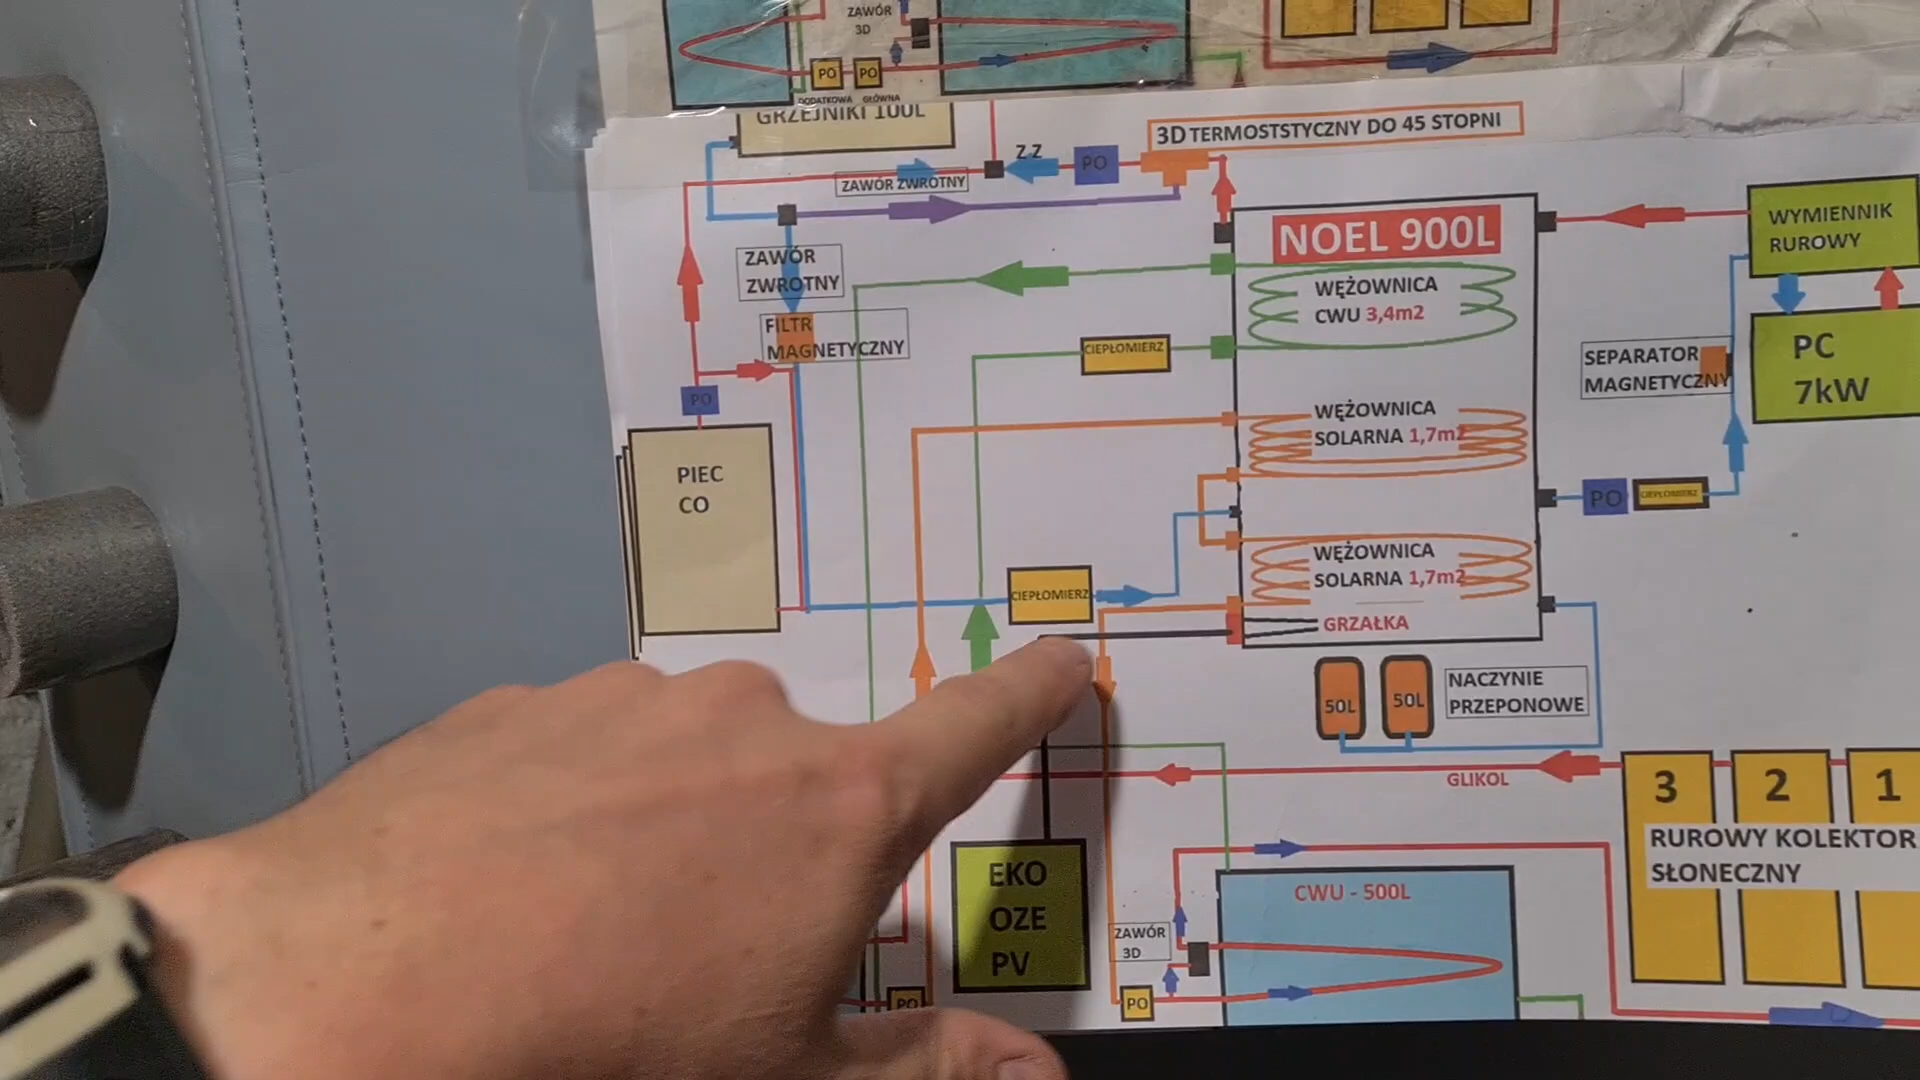 ZAWÓR
3D
PO
PO
DODATKOWA
GŁÓWNA
GRZEJNIKI 100L
3D TERMOSTSTYCZNY DO 45 STOPNI
Z Z
PO
ZAWÓR ZWROTNY
ZAWÓR
ZWROTNY
FILTR
MAGNETYCZNY
PO
PIEC
CO
NOEL 900L
WĘŻOWNICA
CWU 3,4m2
CIEPŁOMIERZ
WĘŻOWNICA
SOLARNA 1,7m2
WĘŻOWNICA
SOLARNA 1,7m2
GRZAŁKA
CIEPŁOMIERZ
WYMIENNIK
RUROWY
PC
7kW
SEPARATOR
MAGNETYCZNY
PO
CIEPŁOMIERZ
50L
50L
NACZYNIE
PRZEPONOWE
GLIKOL
3
2
1
RUROWY KOLEKTOR
SŁONECZNY
EKO
OZE
PV
CWU - 500L
ZAWÓR
3D
PO
PO